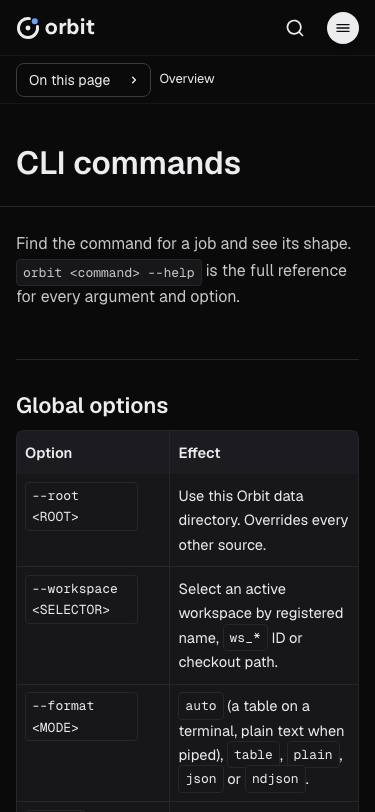 orbit
On this page
Overview
CLI commands
Find the command for a job and see its shape.
orbit <command> --help is the full reference
for every argument and option.
Global options
Option Effect
--root
<ROOT>
Use this Orbit data
directory. Overrides every
other source.
--workspace
<SELECTOR>
Select an active
workspace by registered
name, ws_* ID or
checkout path.
--format
<MODE>
auto (a table on a
terminal, plain text when
piped), table, plain,
json or ndjson.